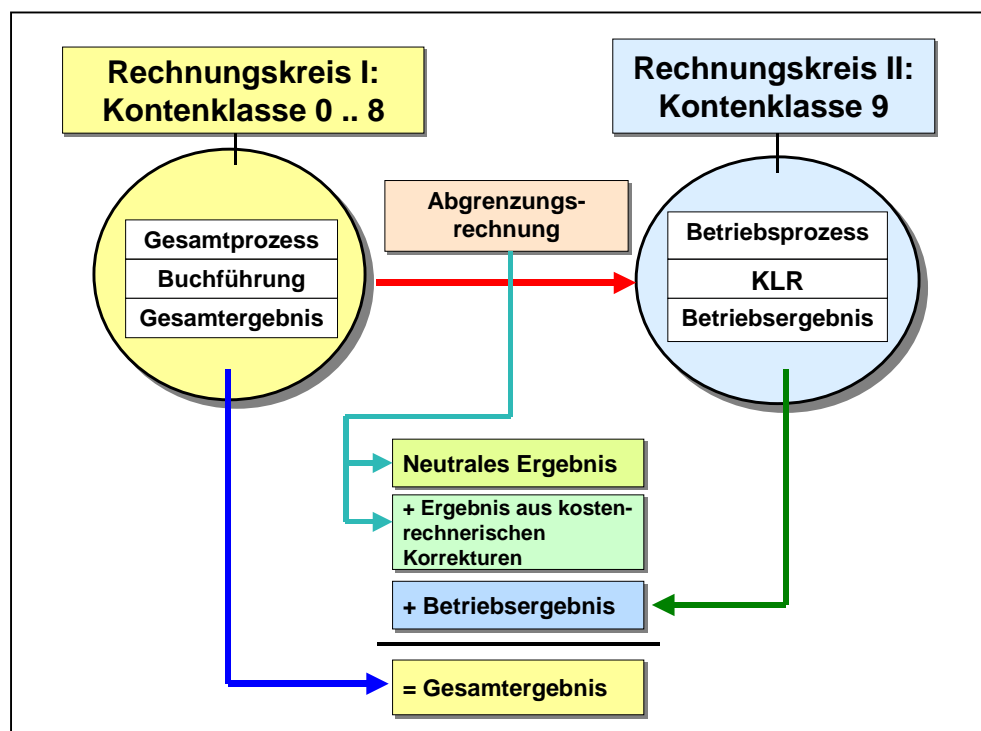 Rechnungskreis I:
Kontenklasse 0 .. 8
Rechnungskreis II:
Kontenklasse 9
Abgrenzungs-
rechnung
Gesamtprozess
Buchführung
Gesamtergebnis
Betriebsprozess
KLR
Betriebsergebnis
Neutrales Ergebnis
+ Ergebnis aus kosten-
rechnerischen
Korrekturen
+ Betriebsergebnis
= Gesamtergebnis